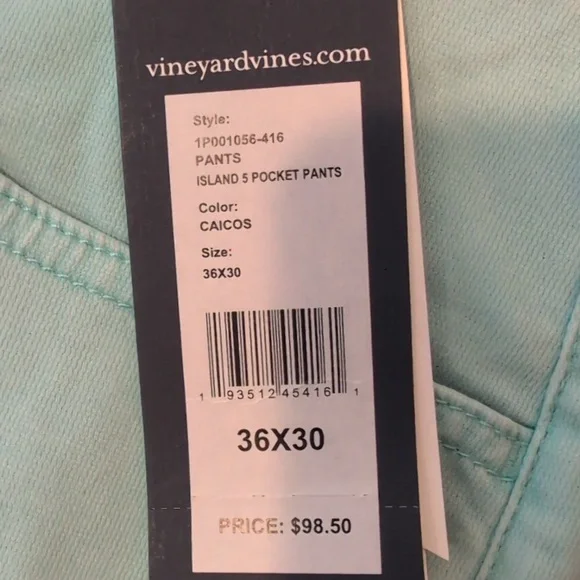 vineyardvines.com
Style:
1P001056-416
PANTS
ISLAND 5 POCKET PANTS
Color:
CAICOS
Size:
36X30
1 93512 45416 1
36X30
PRICE: $98.50